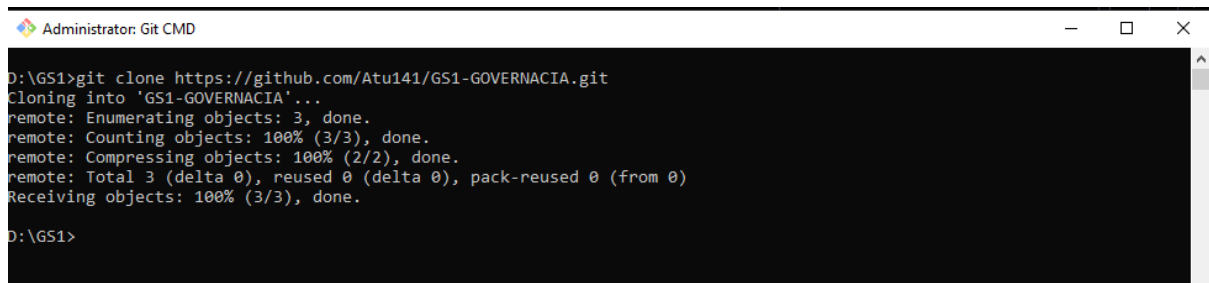 Administrator: Git CMD
D:\GS1>git clone https://github.com/Atu141/GS1-GOVERNACIA.git
Cloning into 'GS1-GOVERNACIA'...
remote: Enumerating objects: 3, done.
remote: Counting objects: 100% (3/3), done.
remote: Compressing objects: 100% (2/2), done.
remote: Total 3 (delta 0), reused 0 (delta 0), pack-reused 0 (from 0)
Receiving objects: 100% (3/3), done.
D:\GS1>